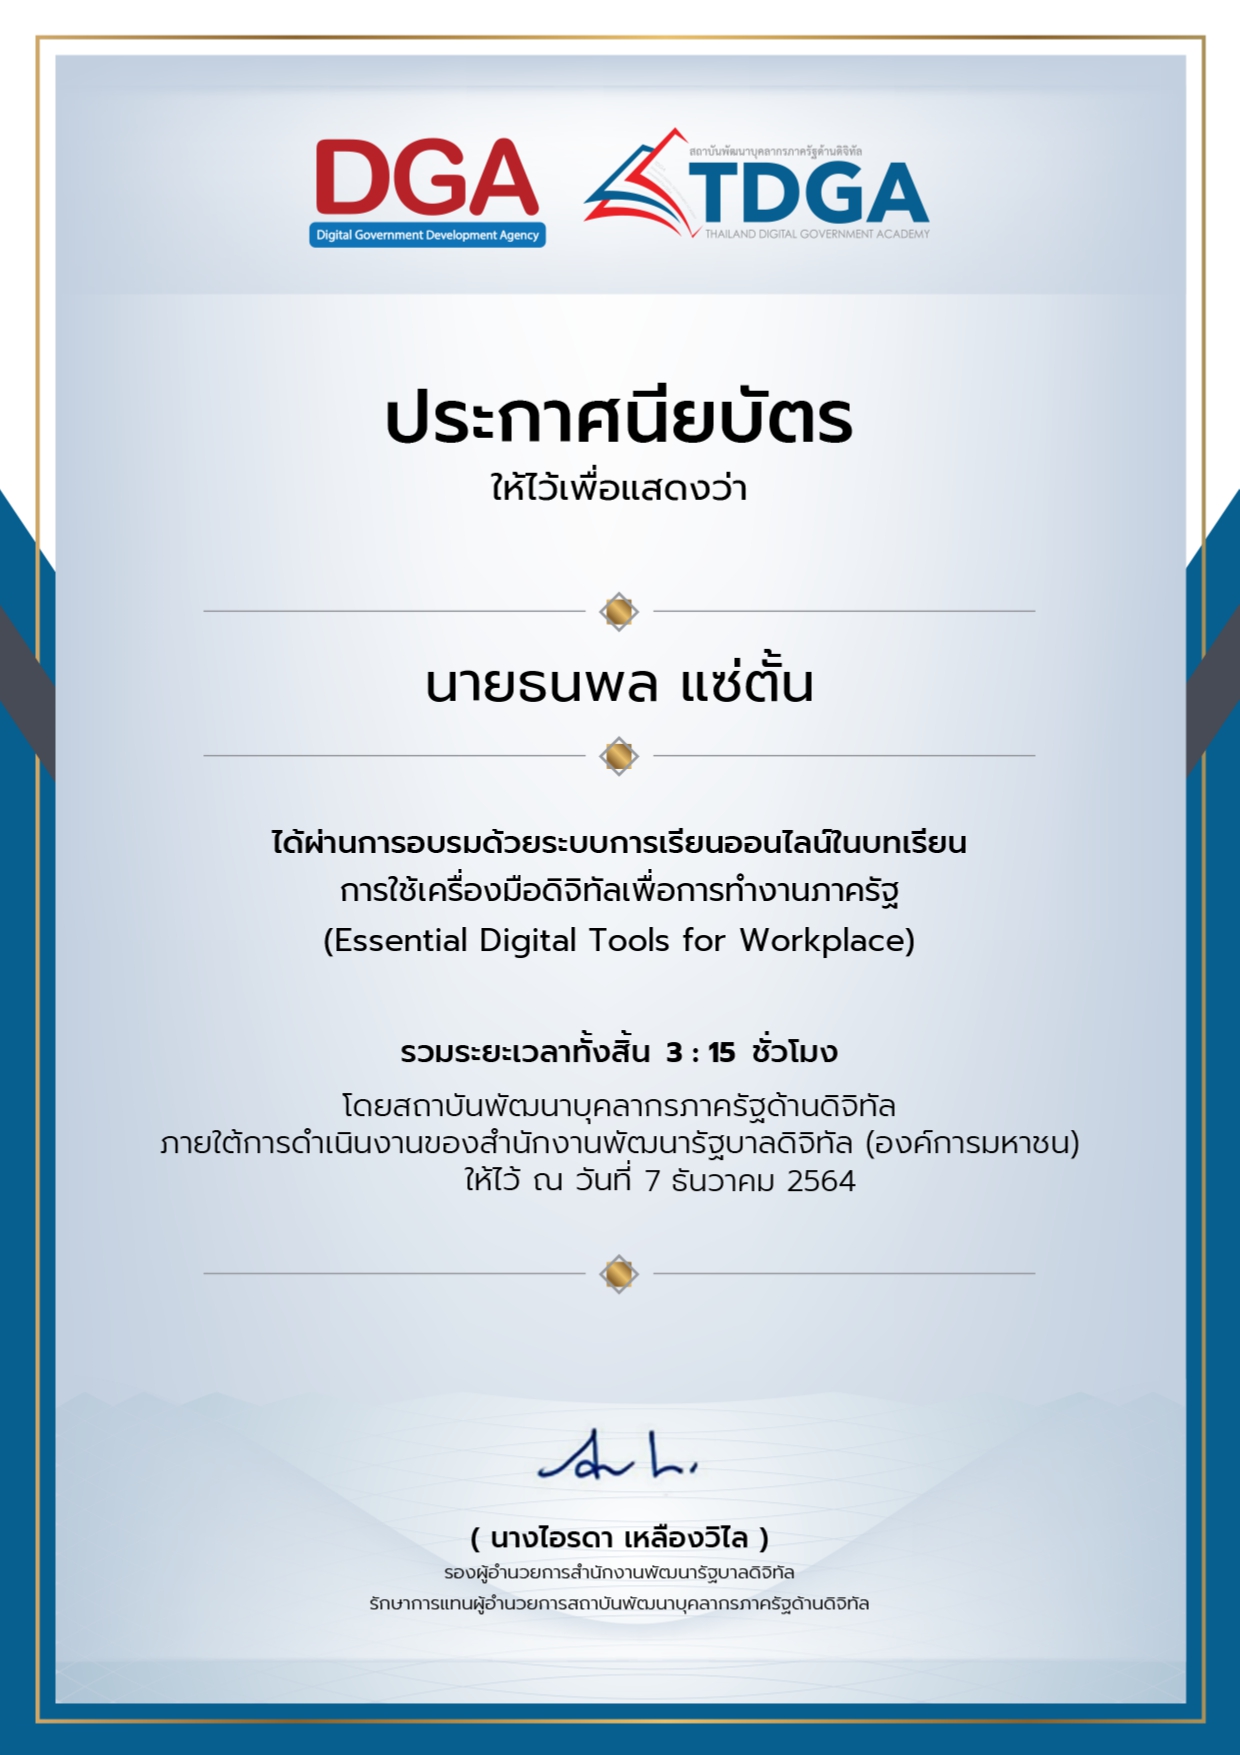 DGA
Digital Government Development Agency
สถาบันพัฒนาบุคลากรภาครัฐด้านดิจิทัล
TDGA
THAILAND DIGITAL GOVERNMENT ACADEMY
ประกาศนียบัตร
ให้ไว้เพื่อแสดงว่า
นายธนพล แซ่ตั้น
ได้ผ่านการอบรมด้วยระบบการเรียนออนไลน์ในบทเรียน
การใช้เครื่องมือดิจิทัลเพื่อการทำงานภาครัฐ
(Essential Digital Tools for Workplace)
รวมระยะเวลาทั้งสิ้น 3 : 15 ชั่วโมง
โดยสถาบันพัฒนาบุคลากรภาครัฐด้านดิจิทัล
ภายใต้การดำเนินงานของสำนักงานพัฒนารัฐบาลดิจิทัล (องค์การมหาชน)
ให้ไว้ ณ วันที่ 7 ธันวาคม 2564
( นางไอรดา เหลืองวิไล )
รองผู้อำนวยการสำนักงานพัฒนารัฐบาลดิจิทัล
รักษาการแทนผู้อำนวยการสถาบันพัฒนาบุคลากรภาครัฐด้านดิจิทัล